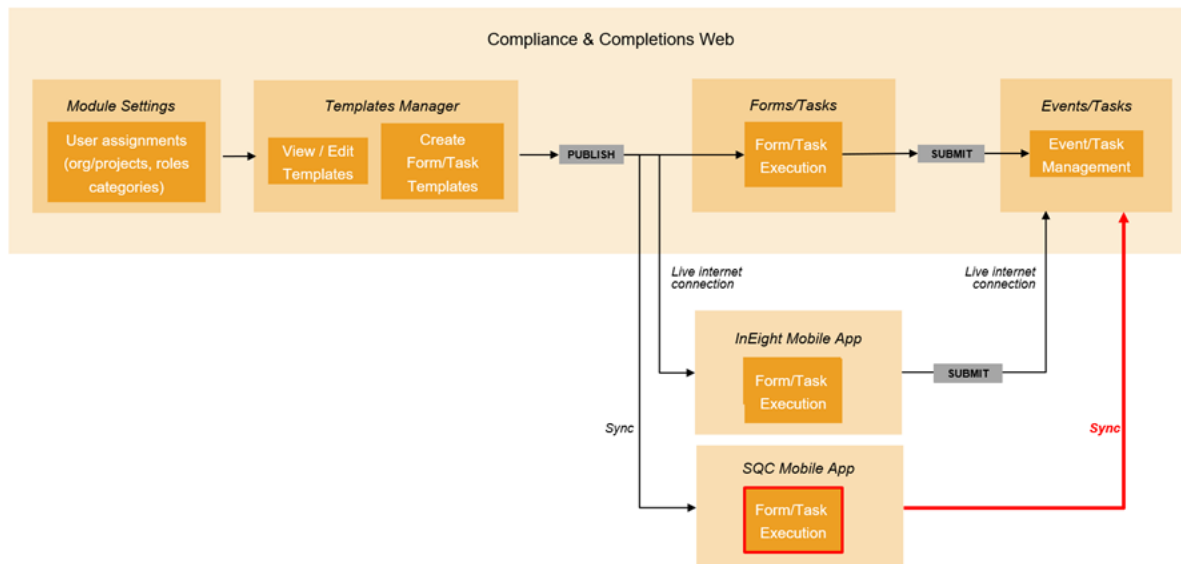 Compliance & Completions Web
Module Settings
User assignments
(org/projects, roles
categories)
Templates Manager
View / Edit
Templates
Create
Form/Task
Templates
PUBLISH
Forms/Tasks
Form/Task
Execution
SUBMIT
Events/Tasks
Event/Task
Management
Live internet
connection
Live internet
connection
InEight Mobile App
Form/Task
Execution
SUBMIT
Sync
Sync
SQC Mobile App
Form/Task
Execution